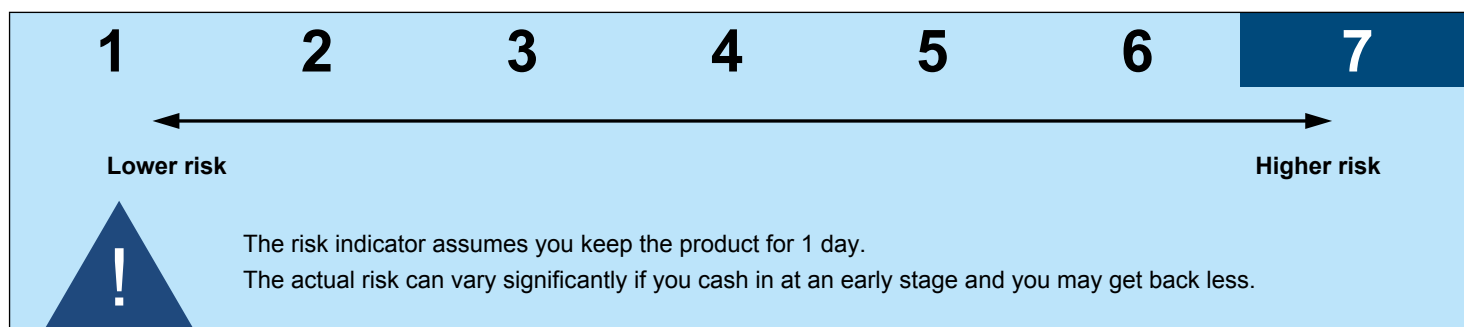 1 2 3 4 5 6 7
Lower risk Higher risk
!
The risk indicator assumes you keep the product for 1 day.
The actual risk can vary significantly if you cash in at an early stage and you may get back less.